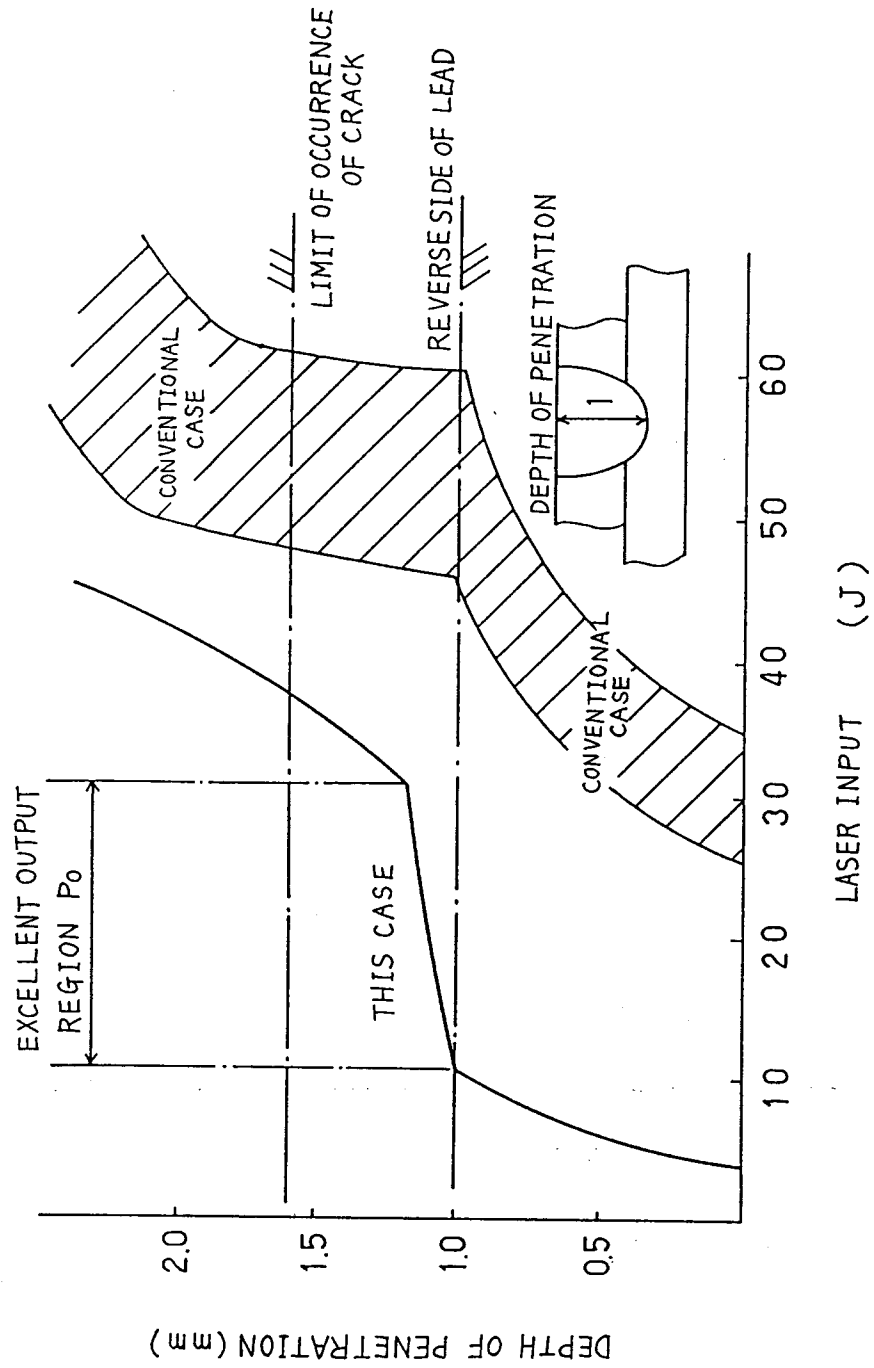 EXCELLENT OUTPUT
REGION P0
THIS CASE
CONVENTIONAL
CASE
CONVENTIONAL
CASE
LIMIT OF OCCURRENCE
OF CRACK
REVERSE SIDE OF LEAD
DEPTH OF PENETRATION
1
2.0
1.5
1.0
0.5
10
20
30
40
50
60
DEPTH OF PENETRATION (mm)
LASER INPUT (J)